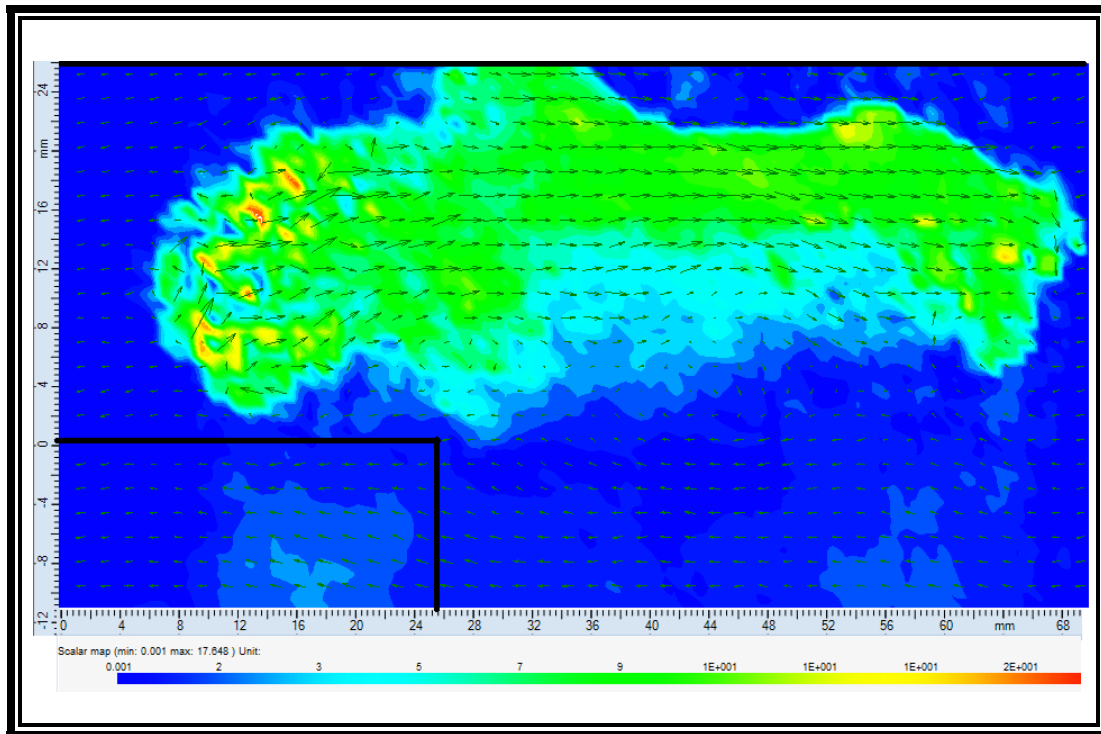 24
mm
16
12
8
4
0
-4
-8
-12
0 4 8 12 16 20 24 28 32 36 40 44 48 52 56 60 mm 68
Scalar map (min: 0.001 max: 17.648 ) Unit:
0.001 2 3 5 7 9 1E+001 1E+001 1E+001 2E+001